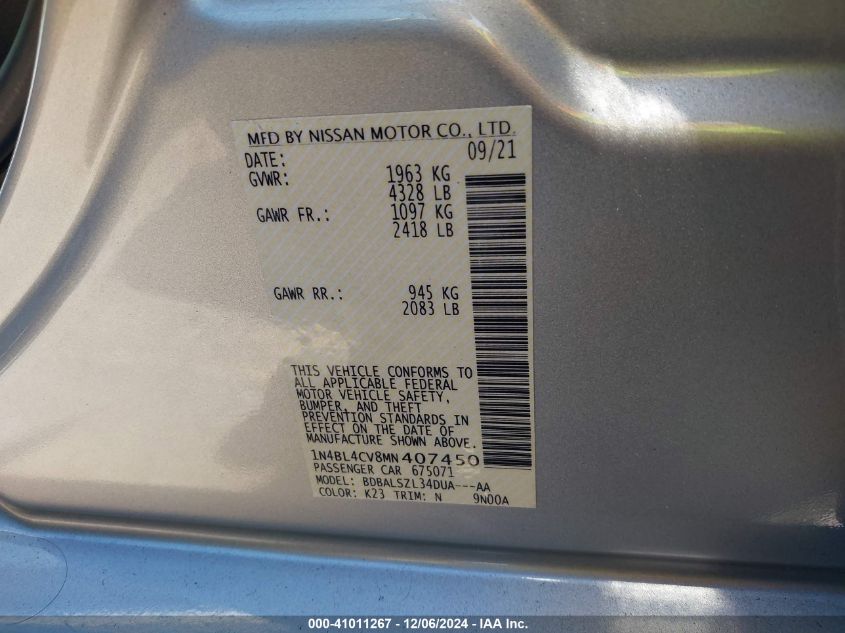 MFD BY NISSAN MOTOR CO., LTD.
DATE: 09/21
GVWR: 1963 KG
4328 LB
GAWR FR.: 1097 KG
2418 LB
GAWR RR.: 945 KG
2083 LB
THIS VEHICLE CONFORMS TO
ALL APPLICABLE FEDERAL
MOTOR VEHICLE SAFETY,
BUMPER, AND THEFT
PREVENTION STANDARDS IN
EFFECT ON THE DATE OF
MANUFACTURE SHOWN ABOVE.
1N4BL4CV8MN407450
PASSENGER CAR 675071
MODEL: BDBALSZL34DUA---AA
COLOR: K23 TRIM: N 9N00A
000-41011267 - 12/06/2024 - IAA Inc.